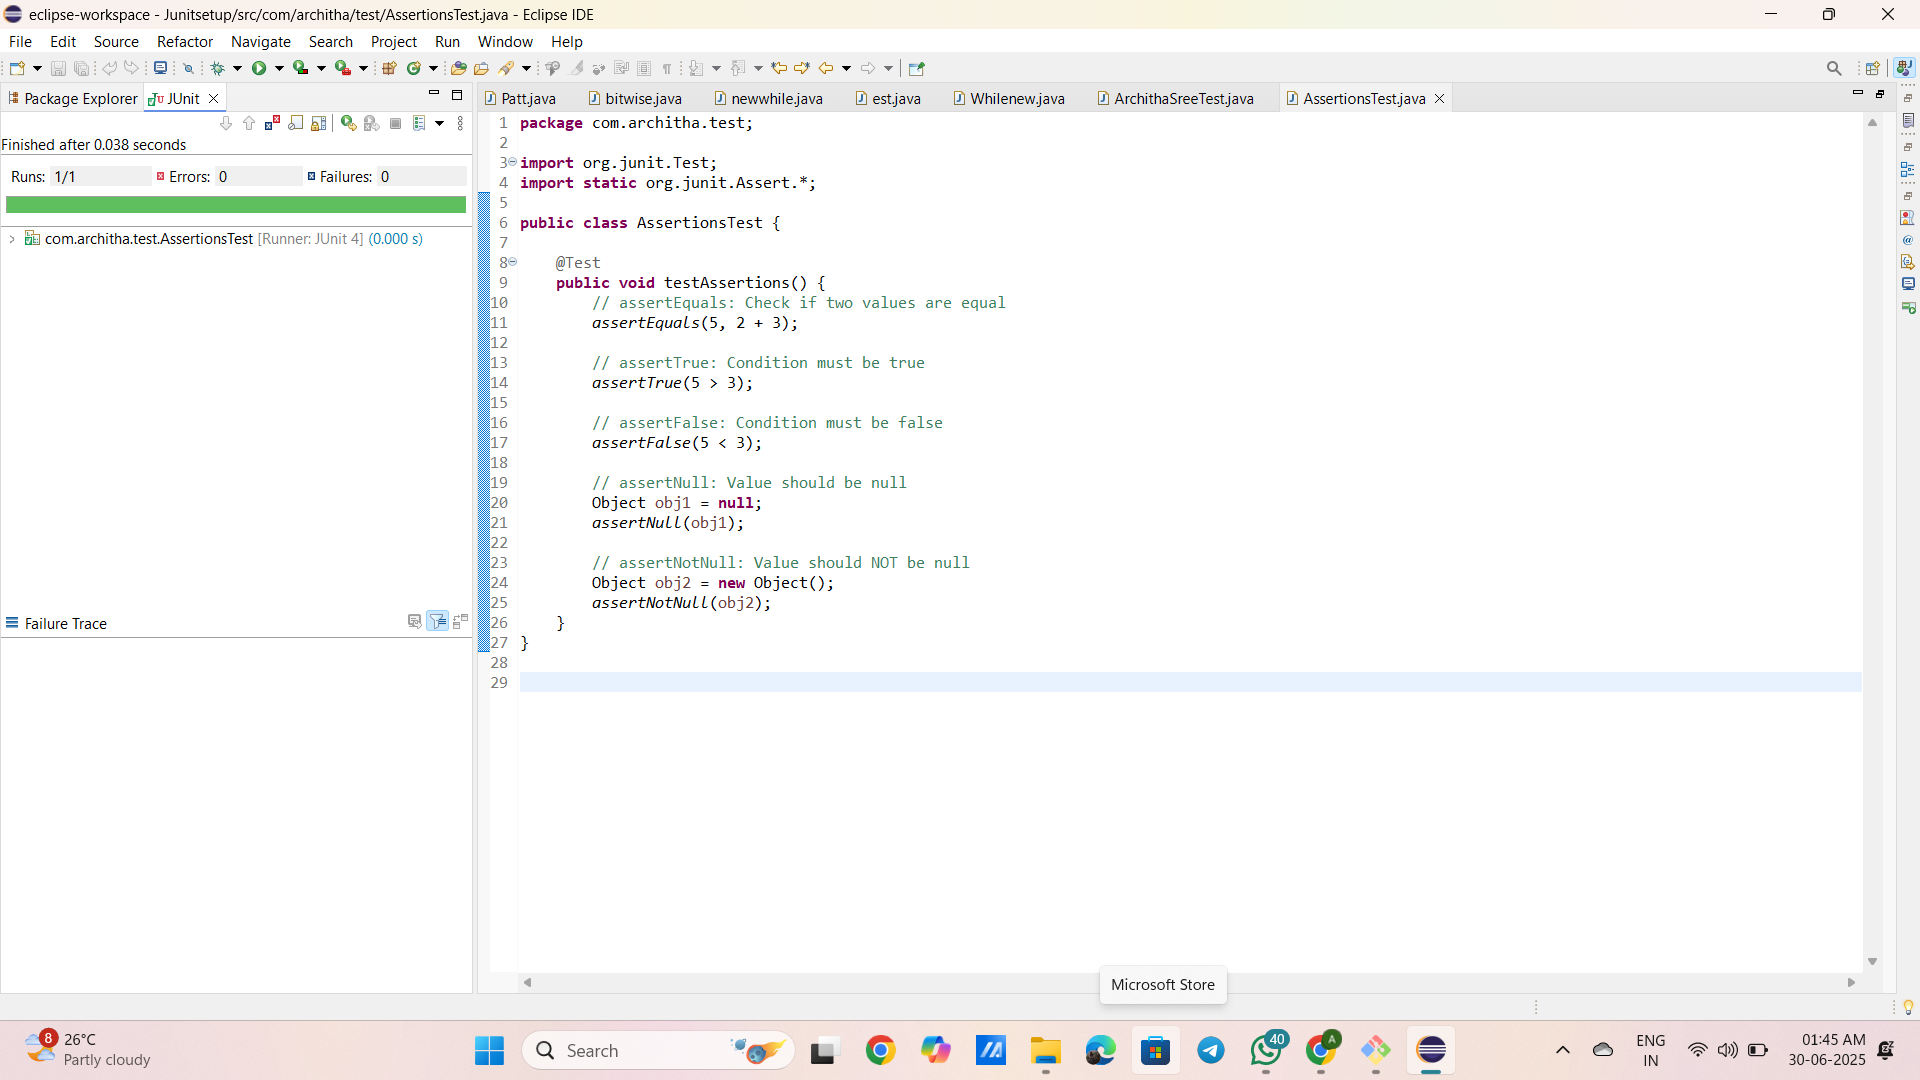 eclipse-workspace - Junitsetup/src/com/architha/test/AssertionsTest.java - Eclipse IDE
File Edit Source Refactor Navigate Search Project Run Window Help
Package Explorer JUnit
Finished after 0.038 seconds
Runs: 1/1 Errors: 0 Failures: 0
com.architha.test.AssertionsTest [Runner: JUnit 4] (0.000 s)
Failure Trace
Patt.java bitwise.java newwhile.java est.java Whilenew.java ArchithaSreeTest.java AssertionsTest.java
1 package com.architha.test;
2
3 import org.junit.Test;
4 import static org.junit.Assert.*;
5
6 public class AssertionsTest {
7
8 @Test
9 public void testAssertions() {
10 // assertEquals: Check if two values are equal
11 assertEquals(5, 2 + 3);
12
13 // assertTrue: Condition must be true
14 assertTrue(5 > 3);
15
16 // assertFalse: Condition must be false
17 assertFalse(5 < 3);
18
19 // assertNull: Value should be null
20 Object obj1 = null;
21 assertNull(obj1);
22
23 // assertNotNull: Value should NOT be null
24 Object obj2 = new Object();
25 assertNotNull(obj2);
26 }
27 }
28
29
Microsoft Store
8 26°C
Partly cloudy
Search
40
A
ENG
IN
01:45 AM
30-06-2025